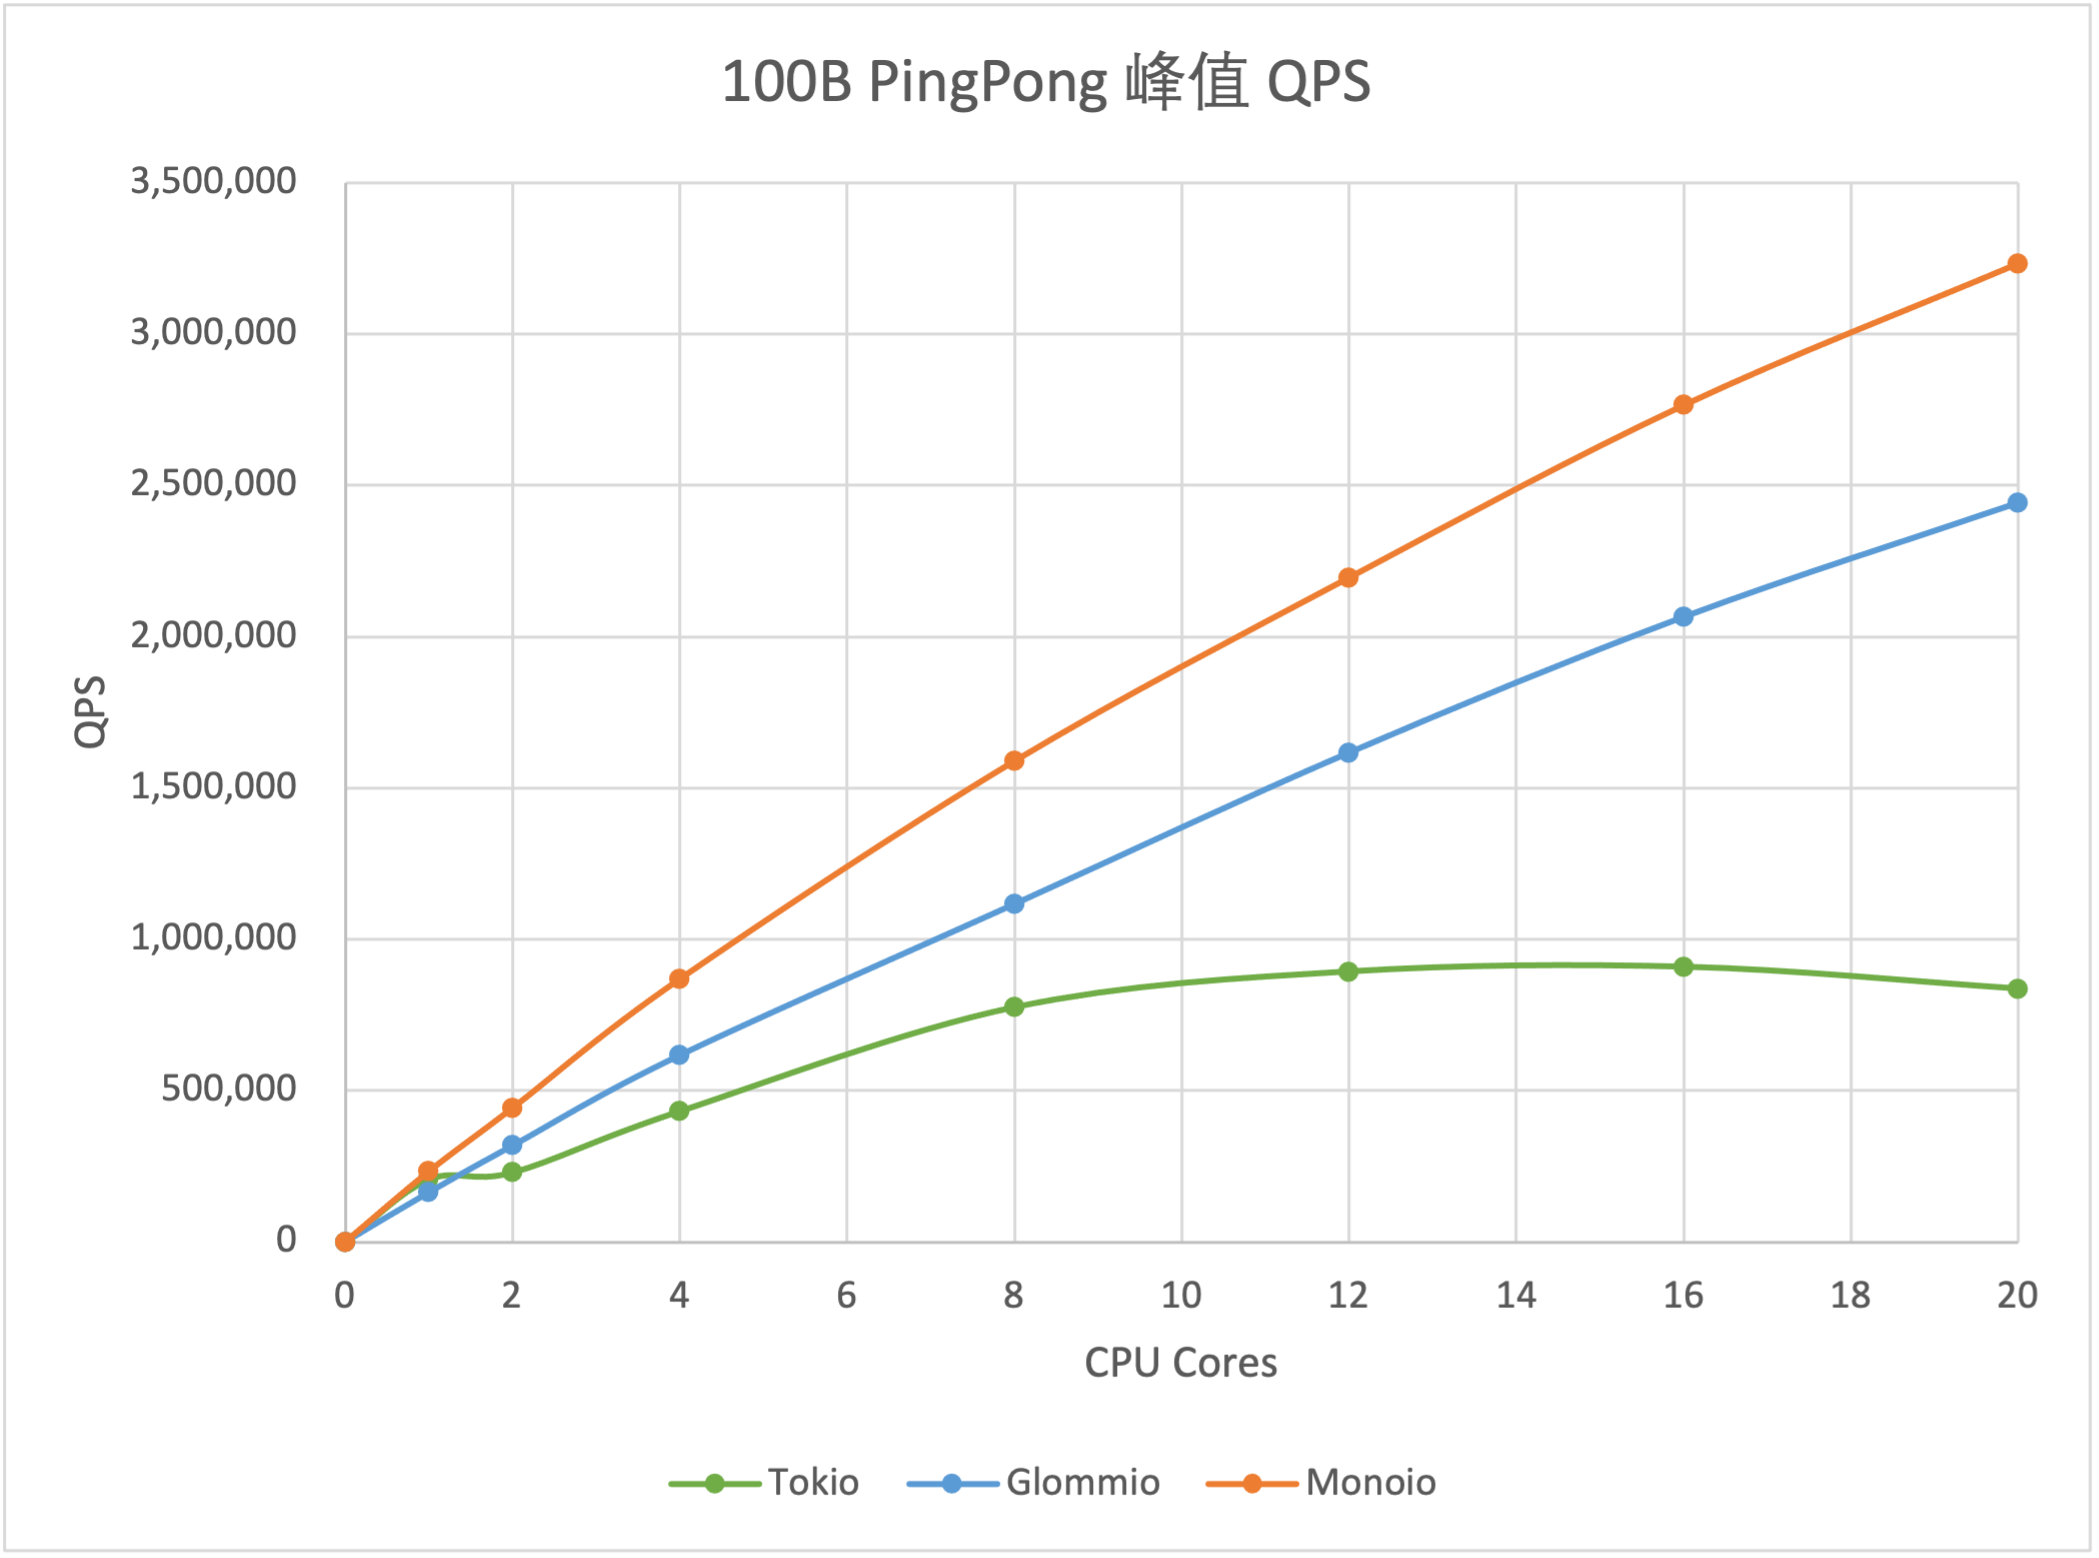 100B PingPong 峰值 QPS
3,500,000
3,000,000
2,500,000
2,000,000
1,500,000
1,000,000
500,000
0
QPS
0 2 4 6 8 10 12 14 16 18 20
CPU Cores
Tokio Glommio Monoio